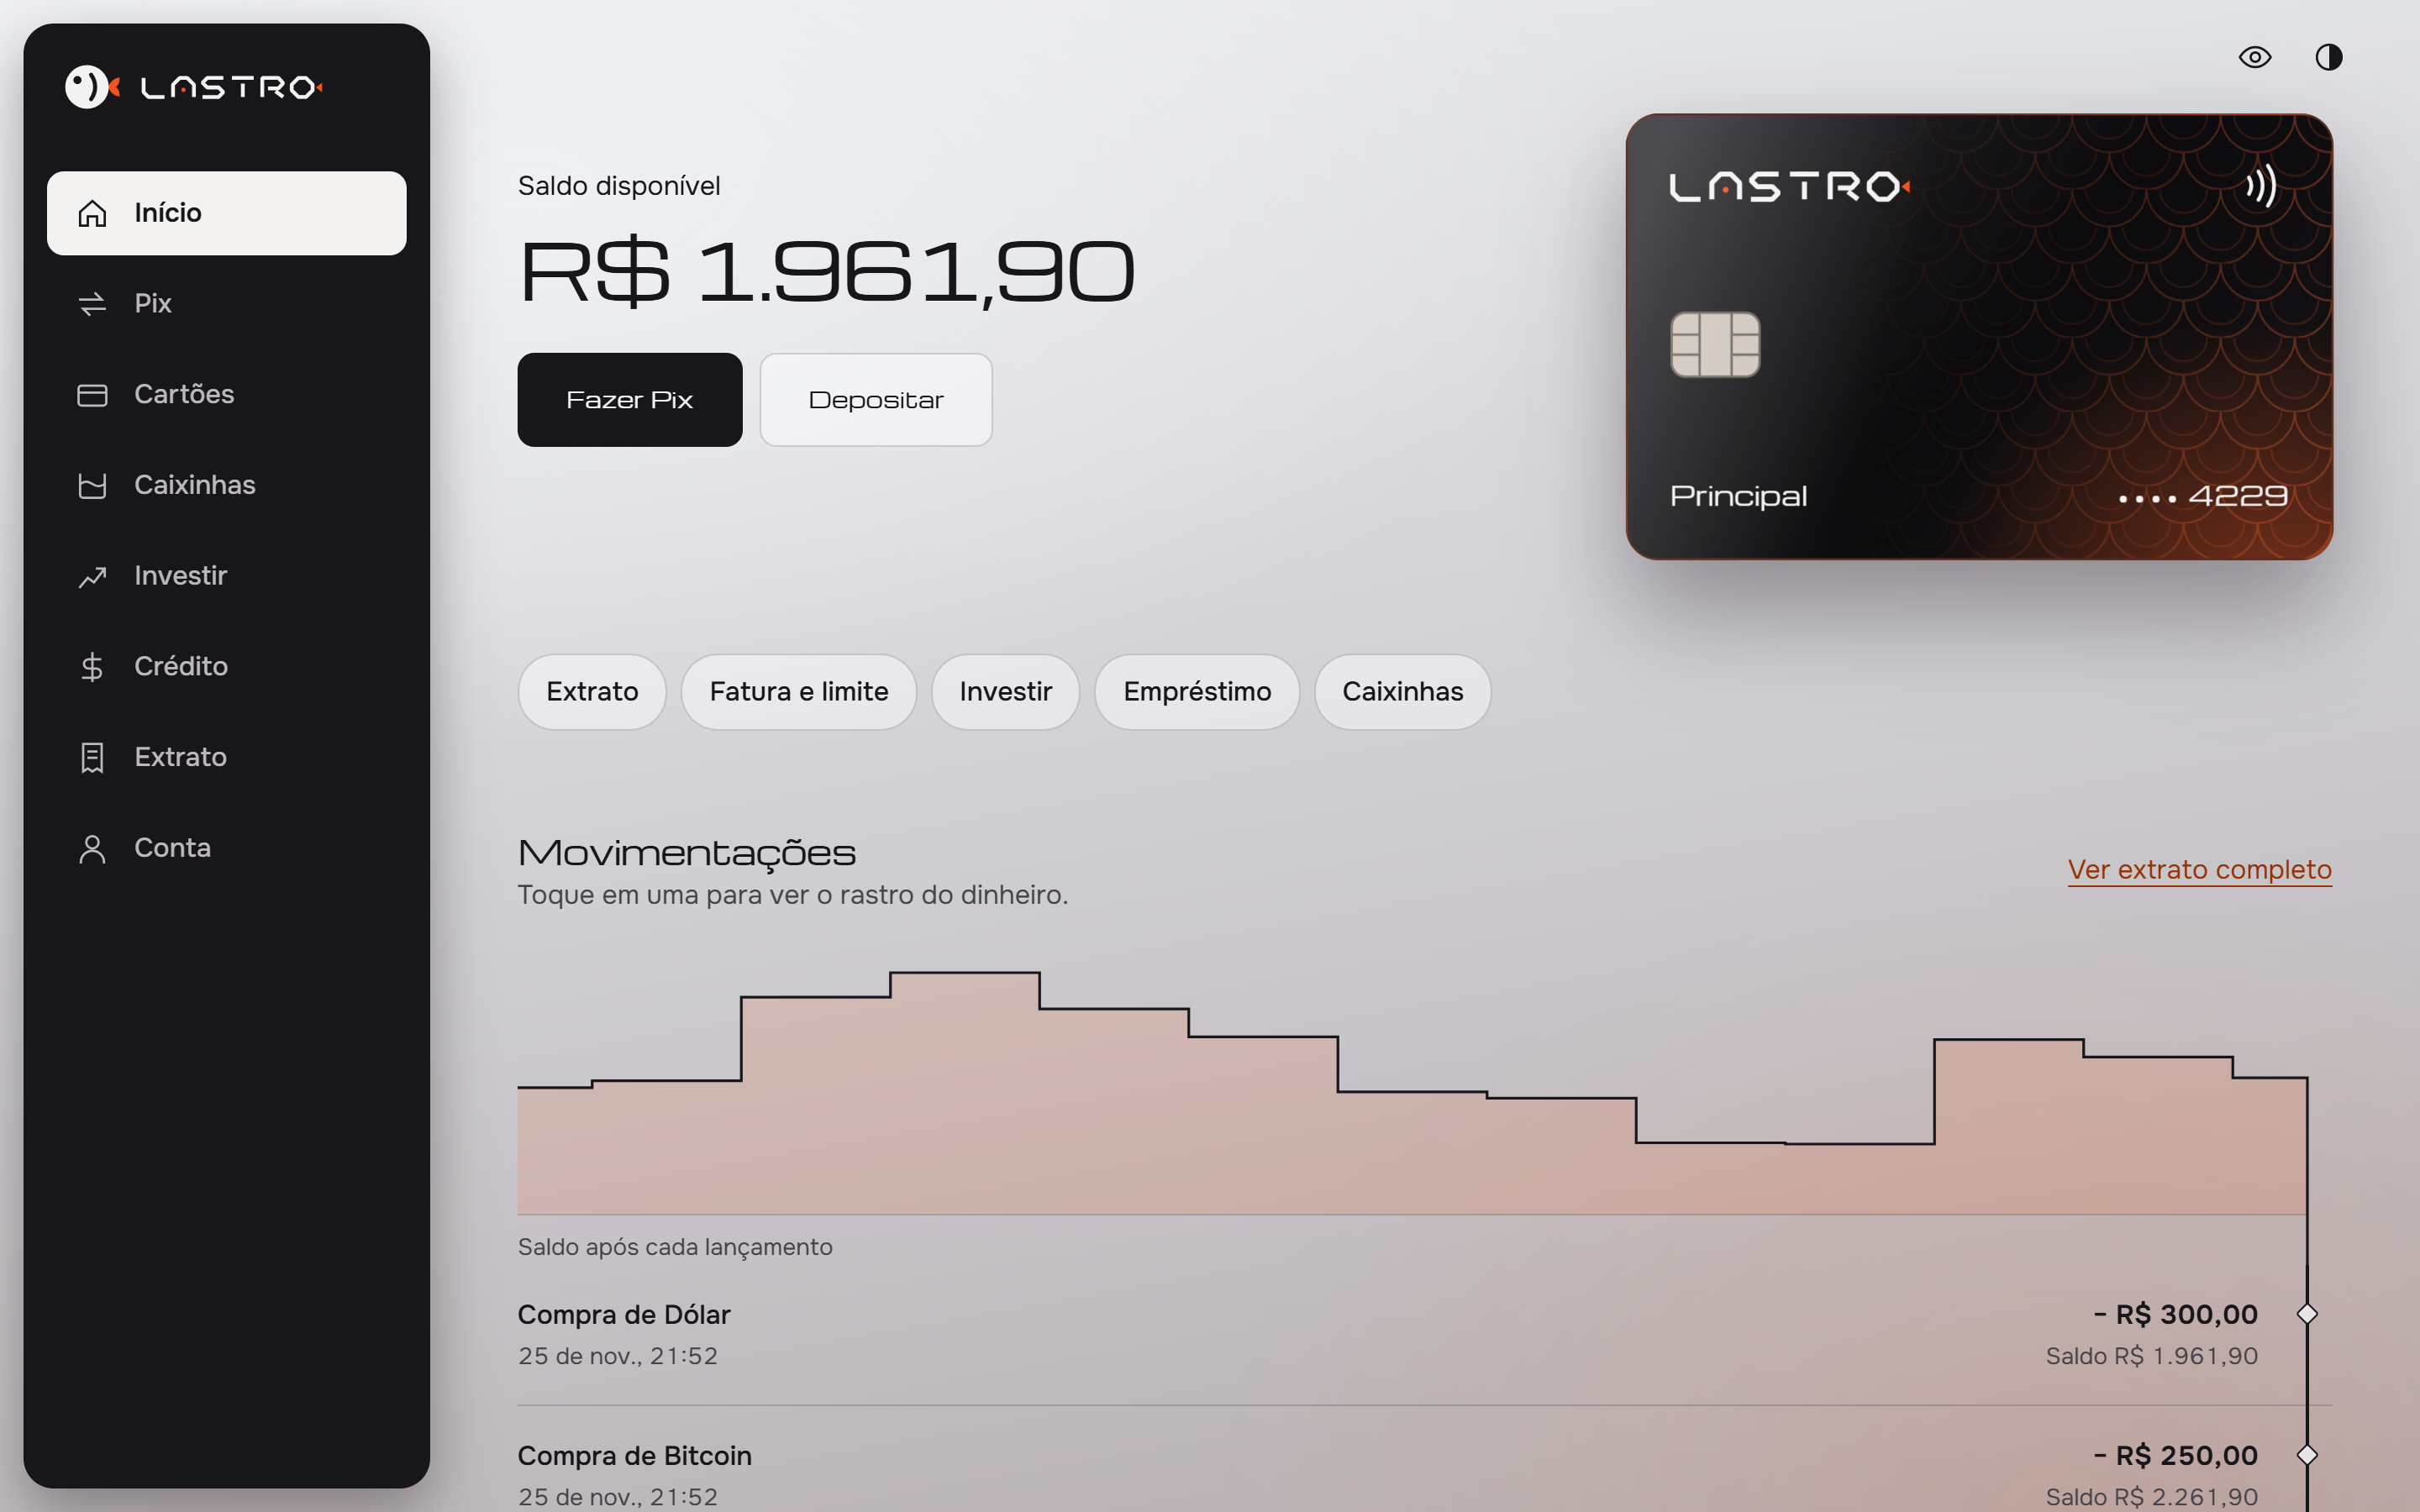 LASTRO
Início
Pix
Cartões
Caixinhas
Investir
Crédito
Extrato
Conta
Saldo disponível
R$ 1.961,90
Fazer Pix
Depositar
LASTRO
Principal
•••• 4229
Extrato
Fatura e limite
Investir
Empréstimo
Caixinhas
Movimentações
Toque em uma para ver o rastro do dinheiro.
Ver extrato completo
Saldo após cada lançamento
Compra de Dólar
− R$ 300,00
25 de nov., 21:52
Saldo R$ 1.961,90
Compra de Bitcoin
− R$ 250,00
25 de nov., 21:52
Saldo R$ 2.261,90